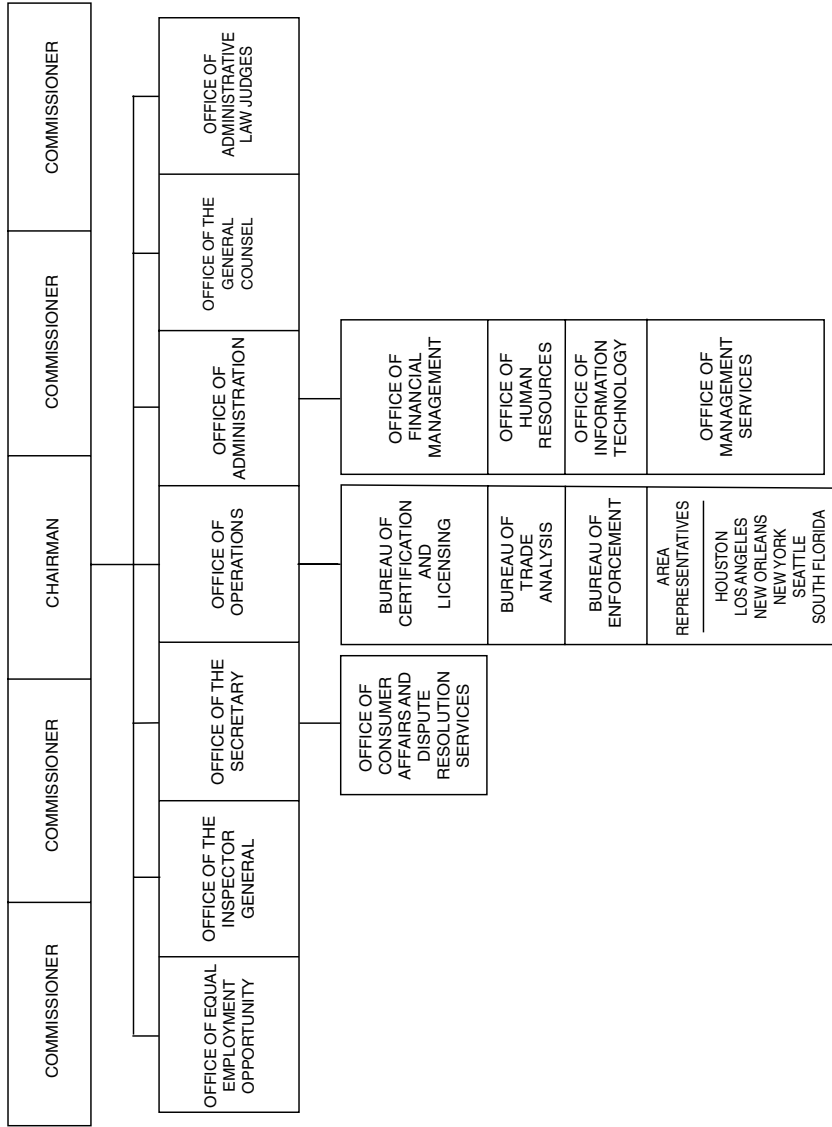 COMMISSIONER
COMMISSIONER
CHAIRMAN
COMMISSIONER
COMMISSIONER
OFFICE OF EQUAL
EMPLOYMENT
OPPORTUNITY
OFFICE OF THE
INSPECTOR
GENERAL
OFFICE OF THE
SECRETARY
OFFICE OF
OPERATIONS
OFFICE OF
ADMINISTRATION
OFFICE OF THE
GENERAL
COUNSEL
OFFICE OF
ADMINISTRATIVE
LAW JUDGES
OFFICE OF
CONSUMER
AFFAIRS AND
DISPUTE
RESOLUTION
SERVICES
BUREAU OF
CERTIFICATION
AND
LICENSING
BUREAU OF
TRADE
ANALYSIS
BUREAU OF
ENFORCEMENT
AREA
REPRESENTATIVES
HOUSTON
LOS ANGELES
NEW ORLEANS
NEW YORK
SEATTLE
SOUTH FLORIDA
OFFICE OF
FINANCIAL
MANAGEMENT
OFFICE OF
HUMAN
RESOURCES
OFFICE OF
INFORMATION
TECHNOLOGY
OFFICE OF
MANAGEMENT
SERVICES